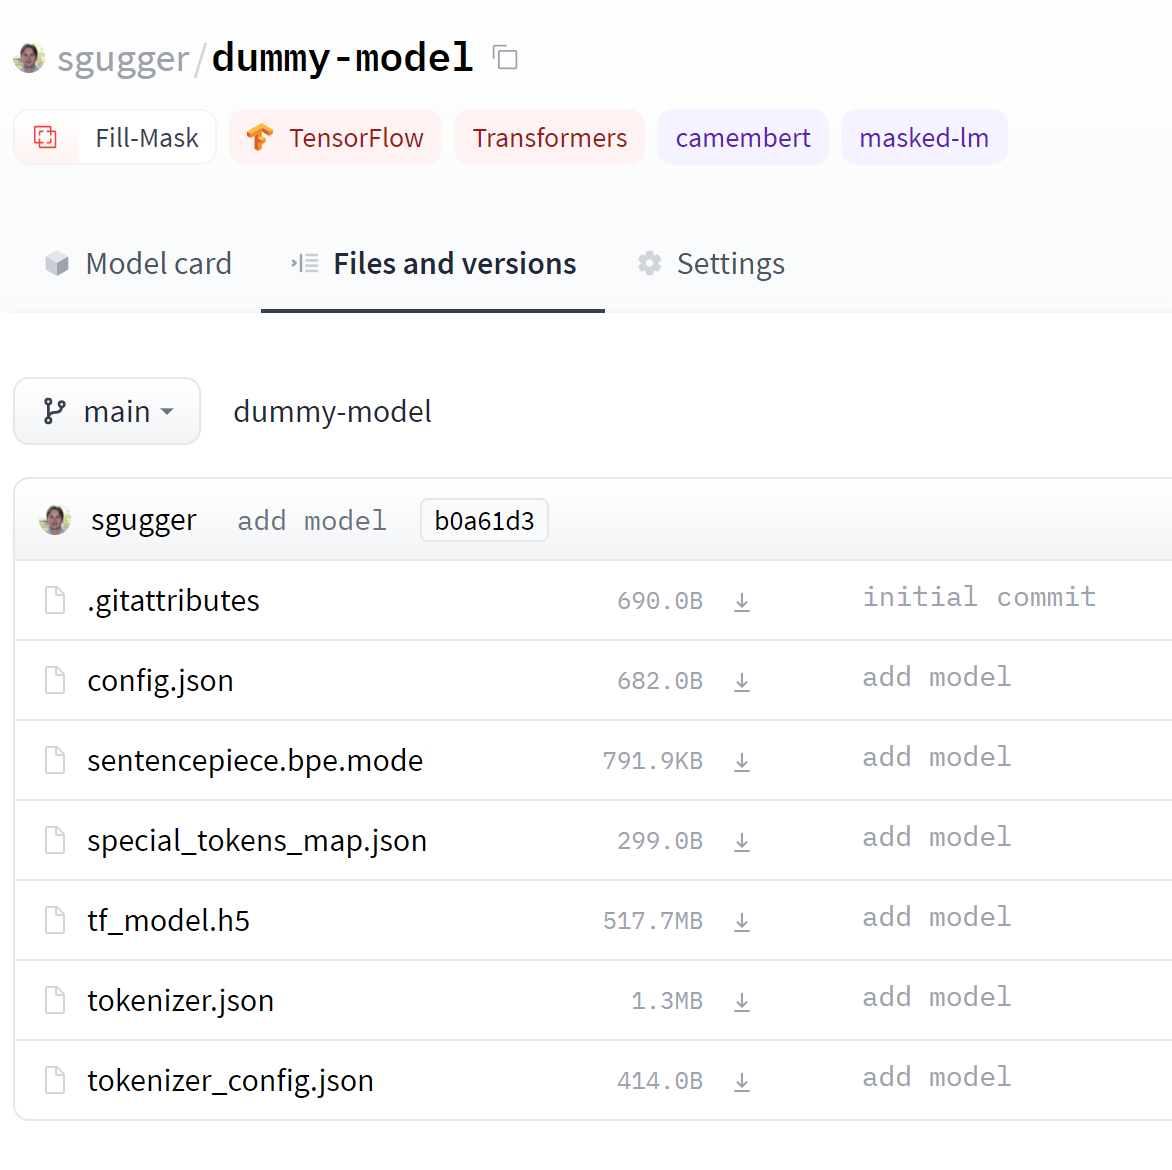 sgugger/dummy-model
Fill-Mask TensorFlow Transformers camembert masked-lm
Model card Files and versions Settings
main dummy-model
sgugger add model b0a61d3
.gitattributes 690.0B initial commit
config.json 682.0B add model
sentencepiece.bpe.mode 791.9KB add model
special_tokens_map.json 299.0B add model
tf_model.h5 517.7MB add model
tokenizer.json 1.3MB add model
tokenizer_config.json 414.0B add model